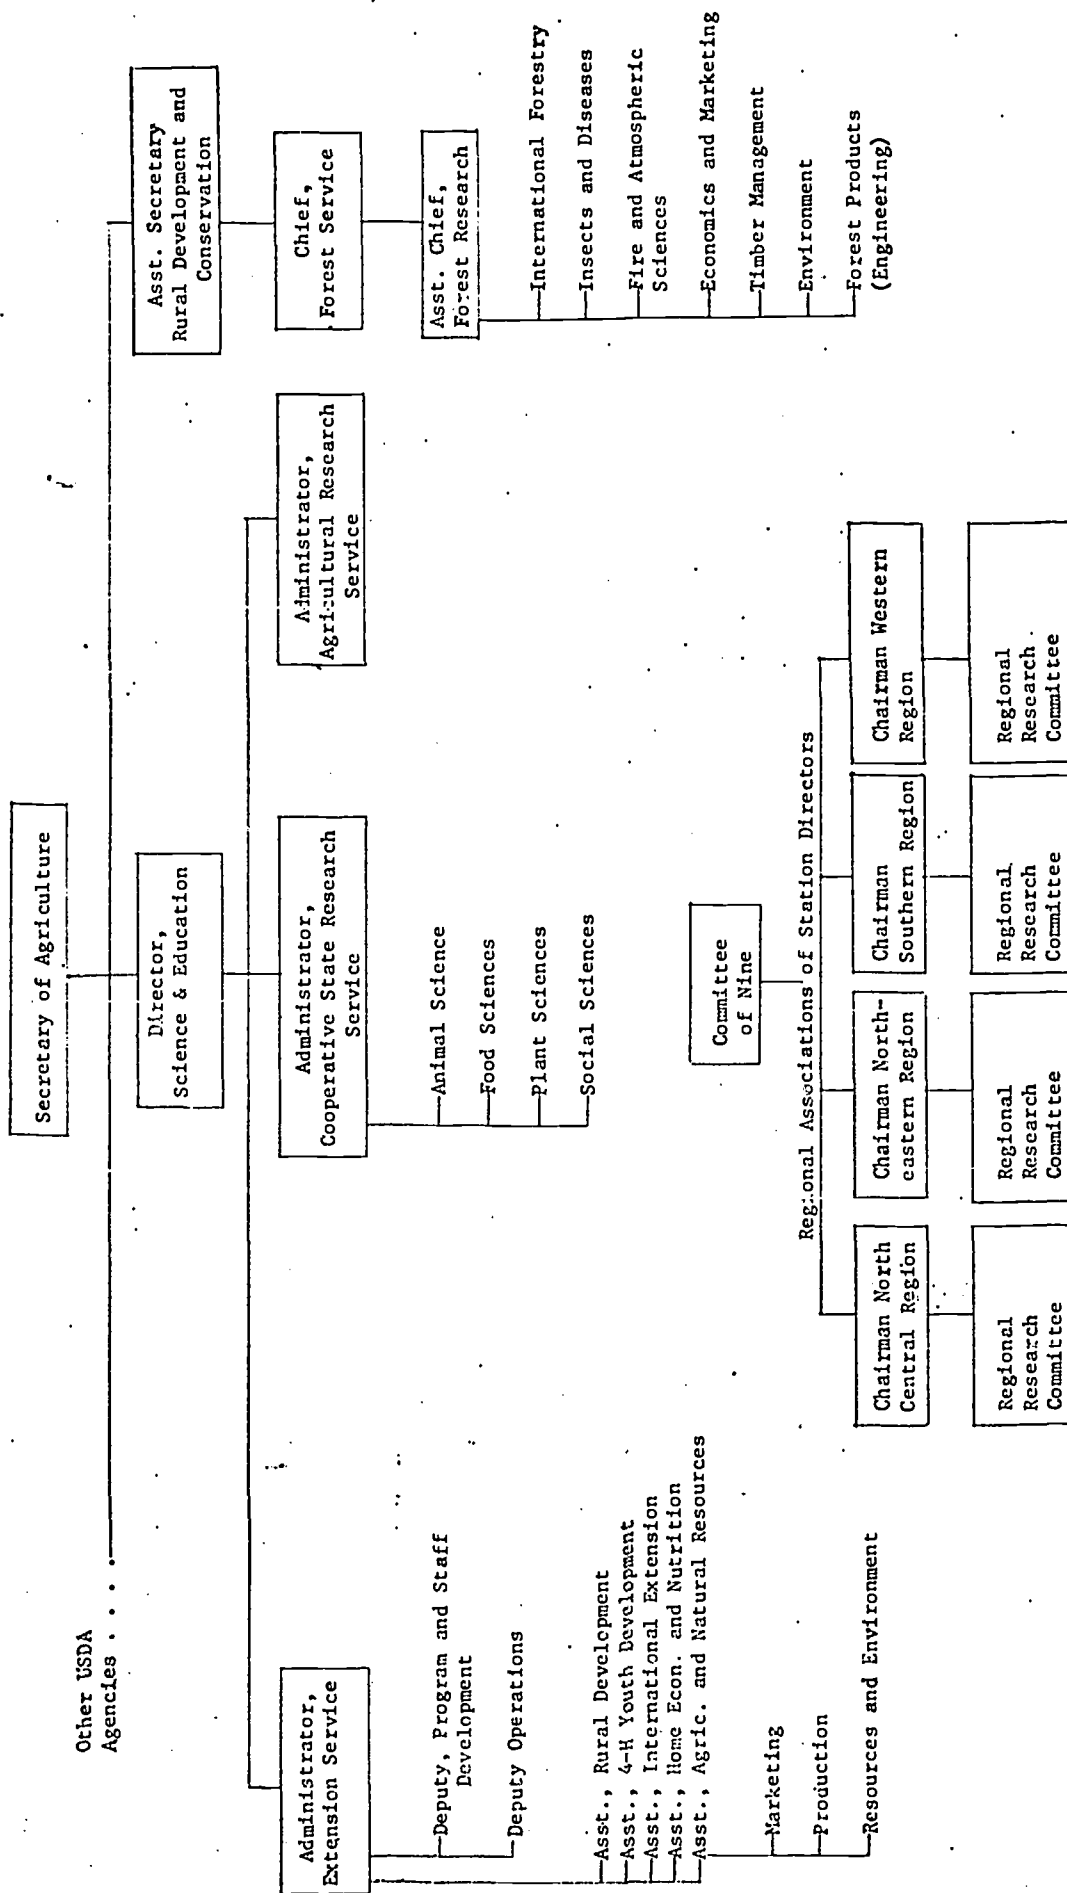 Secretary of Agriculture
Other USDA
Agencies . . . . .
Director,
Science & Education
Asst. Secretary
Rural Development and
Conservation
Administrator,
Extension Service
Administrator,
Cooperative State Research
Service
Administrator,
Agricultural Research
Service
Chief,
Forest Service
Asst. Chief,
Forest Research
Deputy, Program and Staff
Development
Deputy Operations
Asst., Rural Development
Asst., 4-H Youth Development
Asst., International Extension
Asst., Home Econ. and Nutrition
Asst., Agric. and Natural Resources
Marketing
Production
Resources and Environment
Animal Science
Food Sciences
Plant Sciences
Social Sciences
International Forestry
Insects and Diseases
Fire and Atmospheric
Sciences
Economics and Marketing
Timber Management
Environment
Forest Products
(Engineering)
Committee
of Nine
Regional Associations of Station Directors
Chairman North
Central Region
Chairman North-
eastern Region
Chairman
Southern Region
Chairman Western
Region
Regional
Research
Committee
Regional
Research
Committee
Regional
Research
Committee
Regional
Research
Committee